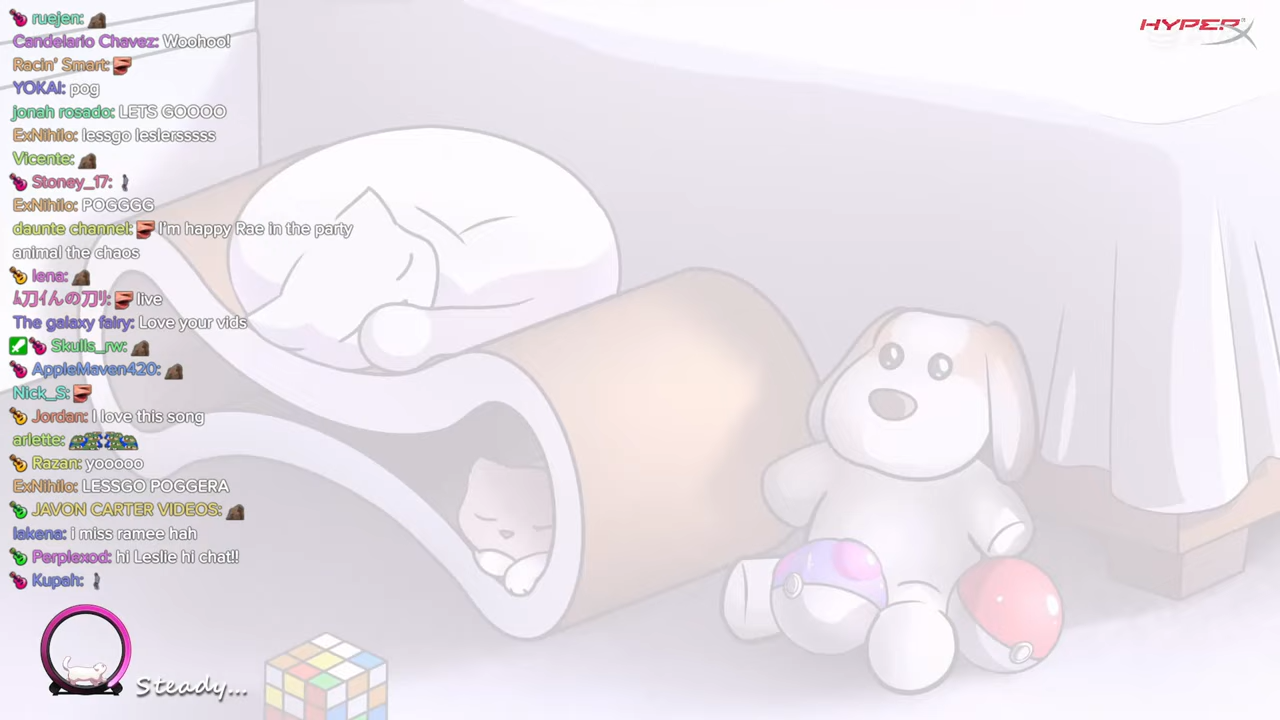 ruejen:
HYPERX
Candelario Chavez: Woohoo!
Racin' Smart:
YOKAI: pog
jonah rosado: LETS GOOOO
ExNihilo: lessgo leslersssss
Vicente:
Stoney_17:
ExNihilo: POGGGG
daunte channel: I'm happy Rae in the party
animal the chaos
lena:
ﾑ刀ｲんの刀ﾘ: live
The galaxy fairy: Love your vids
Skulls_rw:
AppleMaven420:
Nick_S:
Jordan: I love this song
arlette:
Razan: yooooo
ExNihilo: LESSGO POGGERA
JAVON CARTER VIDEOS:
lakena: i miss ramee hah
Perplexod: hi Leslie hi chat!!
Kupah:
Steady...